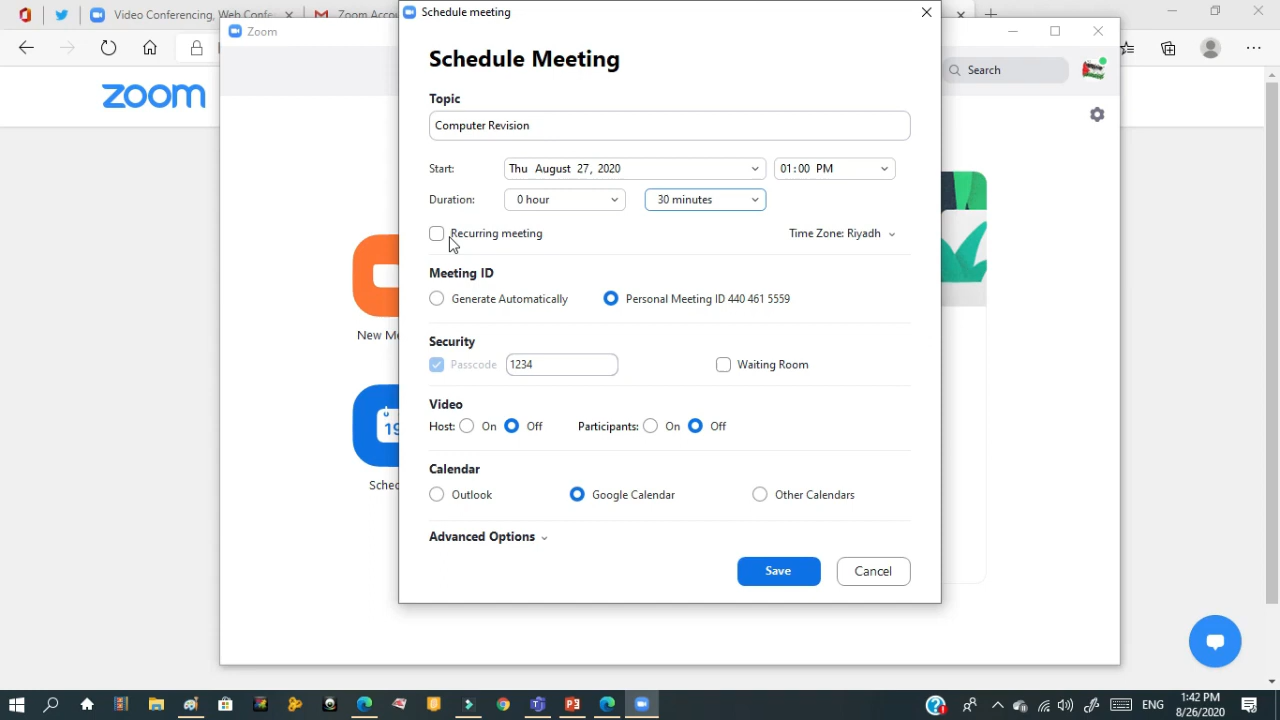 Video Conferencing, Web Conf
Zoom Acco
Schedule meeting
Zoom
zoom
Search
Schedule Meeting
Topic
Computer Revision
Start:
Thu August 27, 2020
01:00 PM
Duration:
0 hour
30 minutes
Recurring meeting
Time Zone: Riyadh
Meeting ID
Generate Automatically
Personal Meeting ID 440 461 5559
New Me
Security
Passcode
1234
Waiting Room
Video
Host:
On
Off
Participants:
On
Off
19
Calendar
Sched
Outlook
Google Calendar
Other Calendars
Advanced Options
Save
Cancel
ENG
1:42 PM
8/26/2020